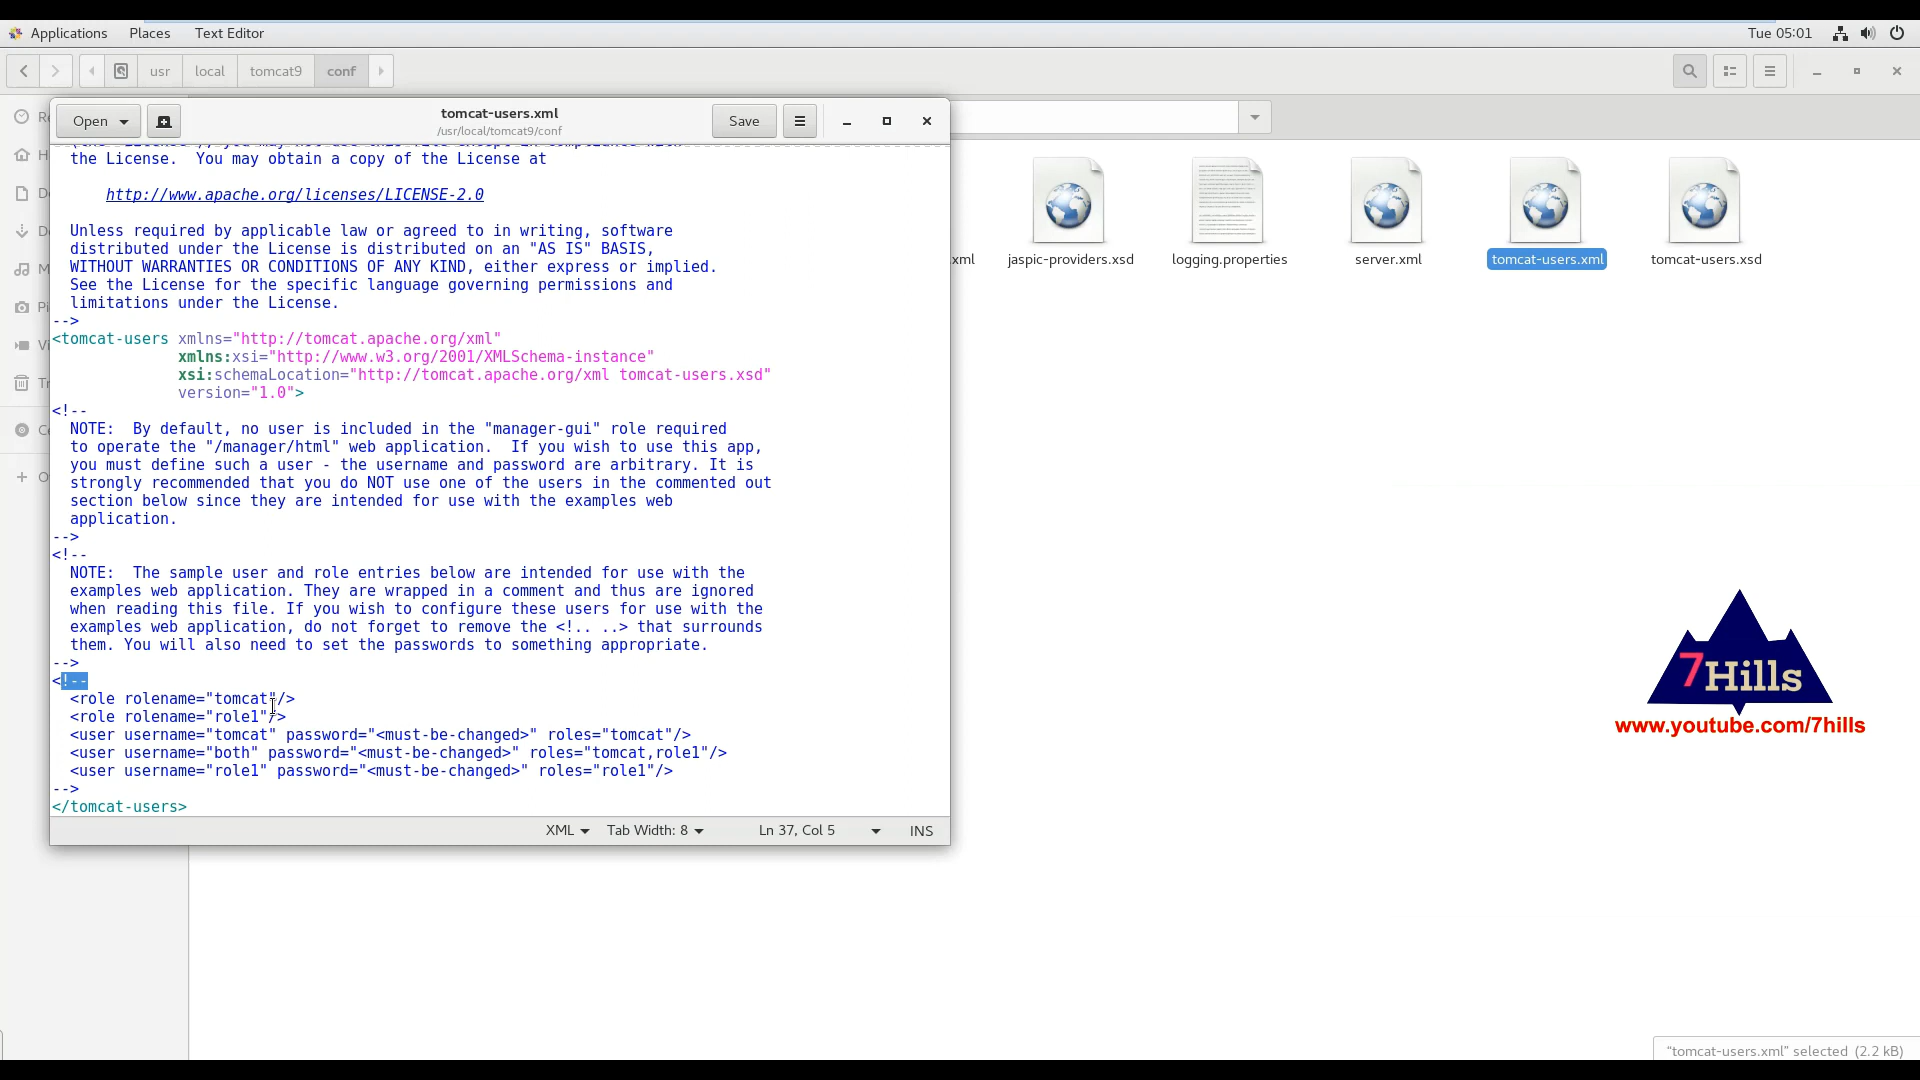 Applications Places Text Editor Tue 05:01
usr local tomcat9 conf
Open tomcat-users.xml Save
/usr/local/tomcat9/conf
the License.  You may obtain a copy of the License at
http://www.apache.org/licenses/LICENSE-2.0
Unless required by applicable law or agreed to in writing, software
distributed under the License is distributed on an "AS IS" BASIS,
WITHOUT WARRANTIES OR CONDITIONS OF ANY KIND, either express or implied.
See the License for the specific language governing permissions and
limitations under the License.
-->
<tomcat-users xmlns="http://tomcat.apache.org/xml"
xmlns:xsi="http://www.w3.org/2001/XMLSchema-instance"
xsi:schemaLocation="http://tomcat.apache.org/xml tomcat-users.xsd"
version="1.0">
<!--
NOTE:  By default, no user is included in the "manager-gui" role required
to operate the "/manager/html" web application.  If you wish to use this app,
you must define such a user - the username and password are arbitrary. It is
strongly recommended that you do NOT use one of the users in the commented out
section below since they are intended for use with the examples web
application.
-->
<!--
NOTE:  The sample user and role entries below are intended for use with the
examples web application. They are wrapped in a comment and thus are ignored
when reading this file. If you wish to configure these users for use with the
examples web application, do not forget to remove the <!.. ..> that surrounds
them. You will also need to set the passwords to something appropriate.
-->
<!--
<role rolename="tomcat"/>
<role rolename="role1"/>
<user username="tomcat" password="<must-be-changed>" roles="tomcat"/>
<user username="both" password="<must-be-changed>" roles="tomcat,role1"/>
<user username="role1" password="<must-be-changed>" roles="role1"/>
-->
</tomcat-users>
XML Tab Width: 8 Ln 37, Col 5 INS
.xml jaspic-providers.xsd logging.properties server.xml tomcat-users.xml tomcat-users.xsd
7Hills
www.youtube.com/7hills
"tomcat-users.xml" selected (2.2 kB)